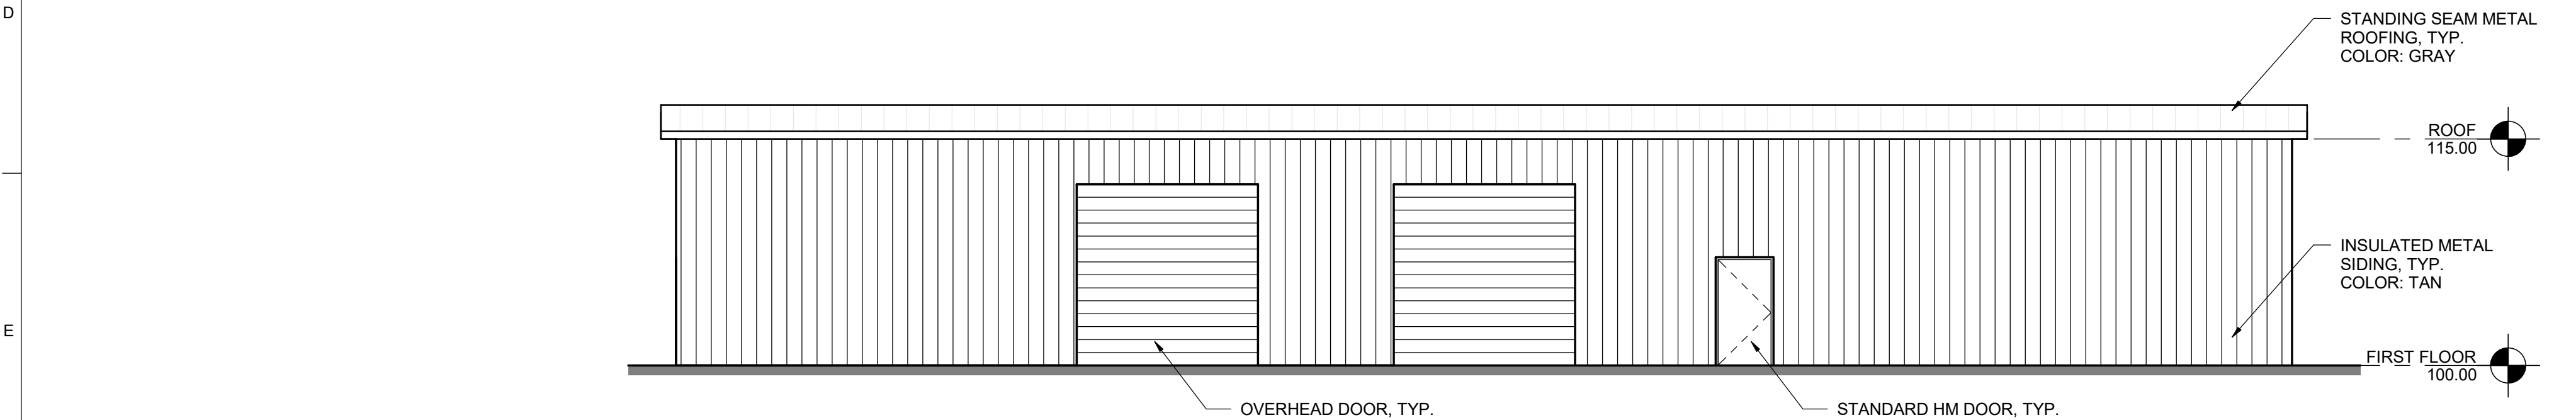 D
STANDING SEAM METAL
ROOFING, TYP.
COLOR: GRAY
ROOF
115.00
INSULATED METAL
SIDING, TYP.
COLOR: TAN
E
FIRST FLOOR
100.00
OVERHEAD DOOR, TYP.
STANDARD HM DOOR, TYP.